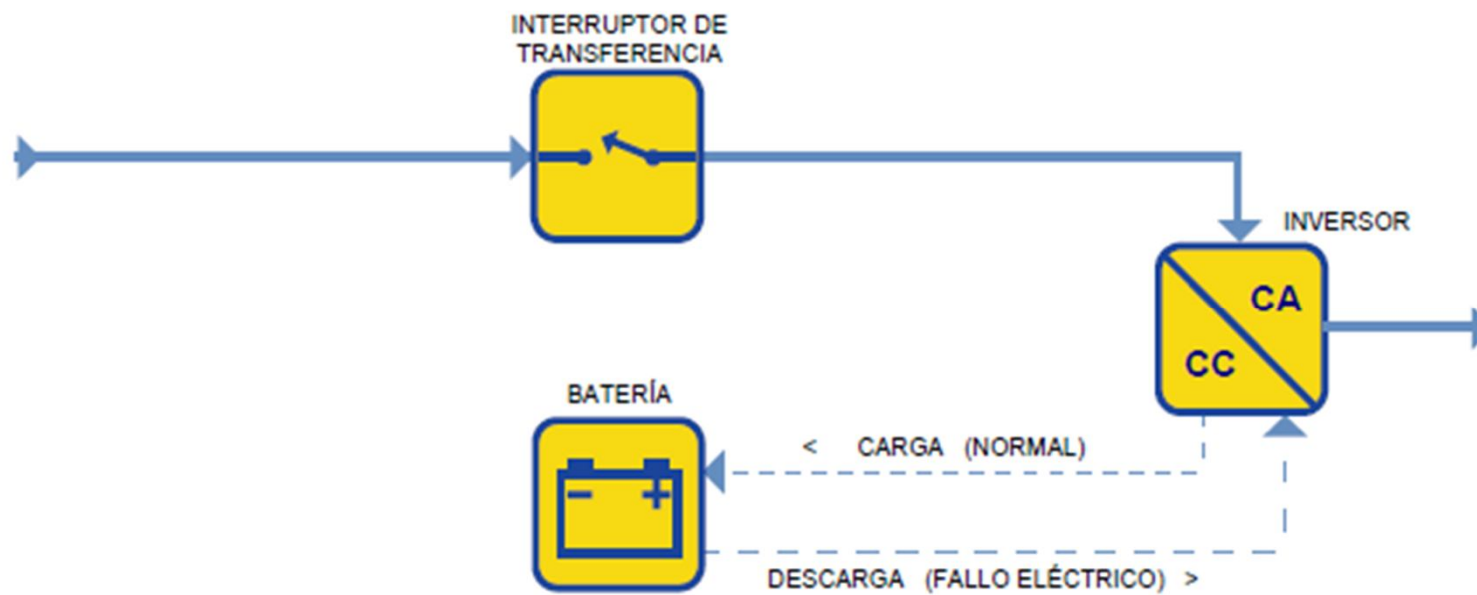 INTERRUPTOR DE
TRANSFERENCIA
INVERSOR
CA
CC
BATERÍA
< CARGA (NORMAL)
- +
DESCARGA (FALLO ELÉCTRICO) >